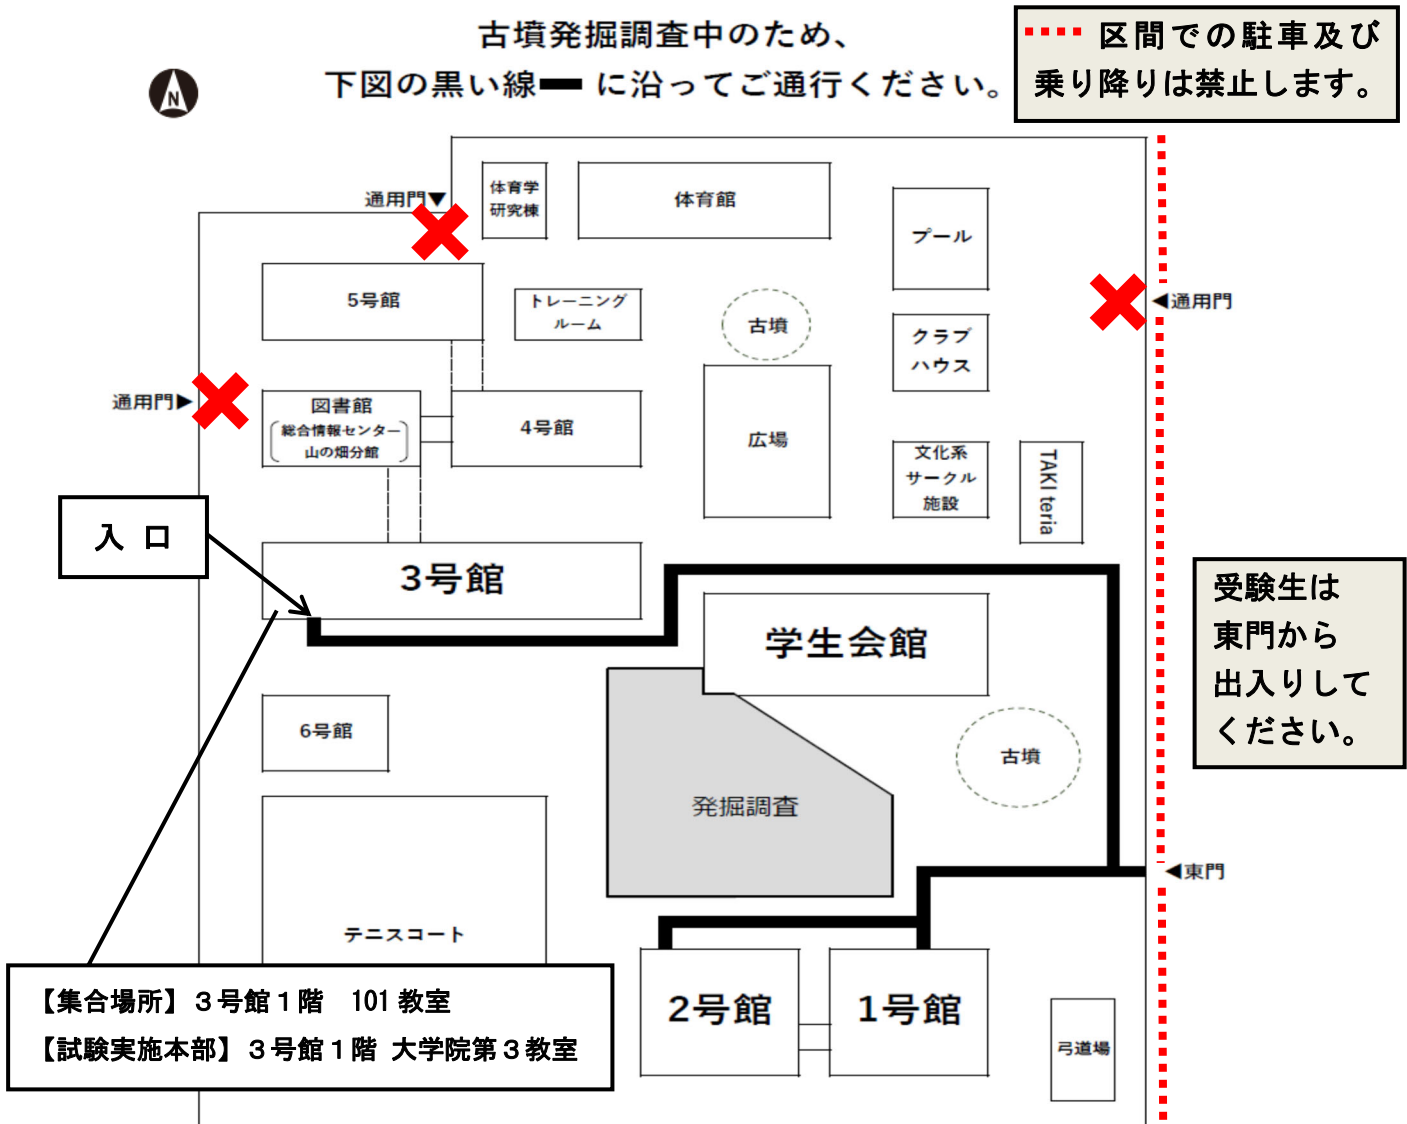 古墳発掘調査中のため、
下図の黒い線 に沿ってご通行ください。
区間での駐車及び
乗り降りは禁止します。
N
通用門▼
体育学
研究棟
体育館
プール
5号館
トレーニング
ルーム
古墳
◀通用門
クラブ
ハウス
通用門▶
図書館
総合情報センター
山の畑分館
4号館
広場
文化系
サークル
施設
TAKI teria
入 口
3号館
受験生は
東門から
出入りして
ください。
学生会館
6号館
古墳
発掘調査
◀東門
テニスコート
【集合場所】３号館１階　101 教室
【試験実施本部】３号館１階 大学院第３教室
2号館
1号館
弓道場